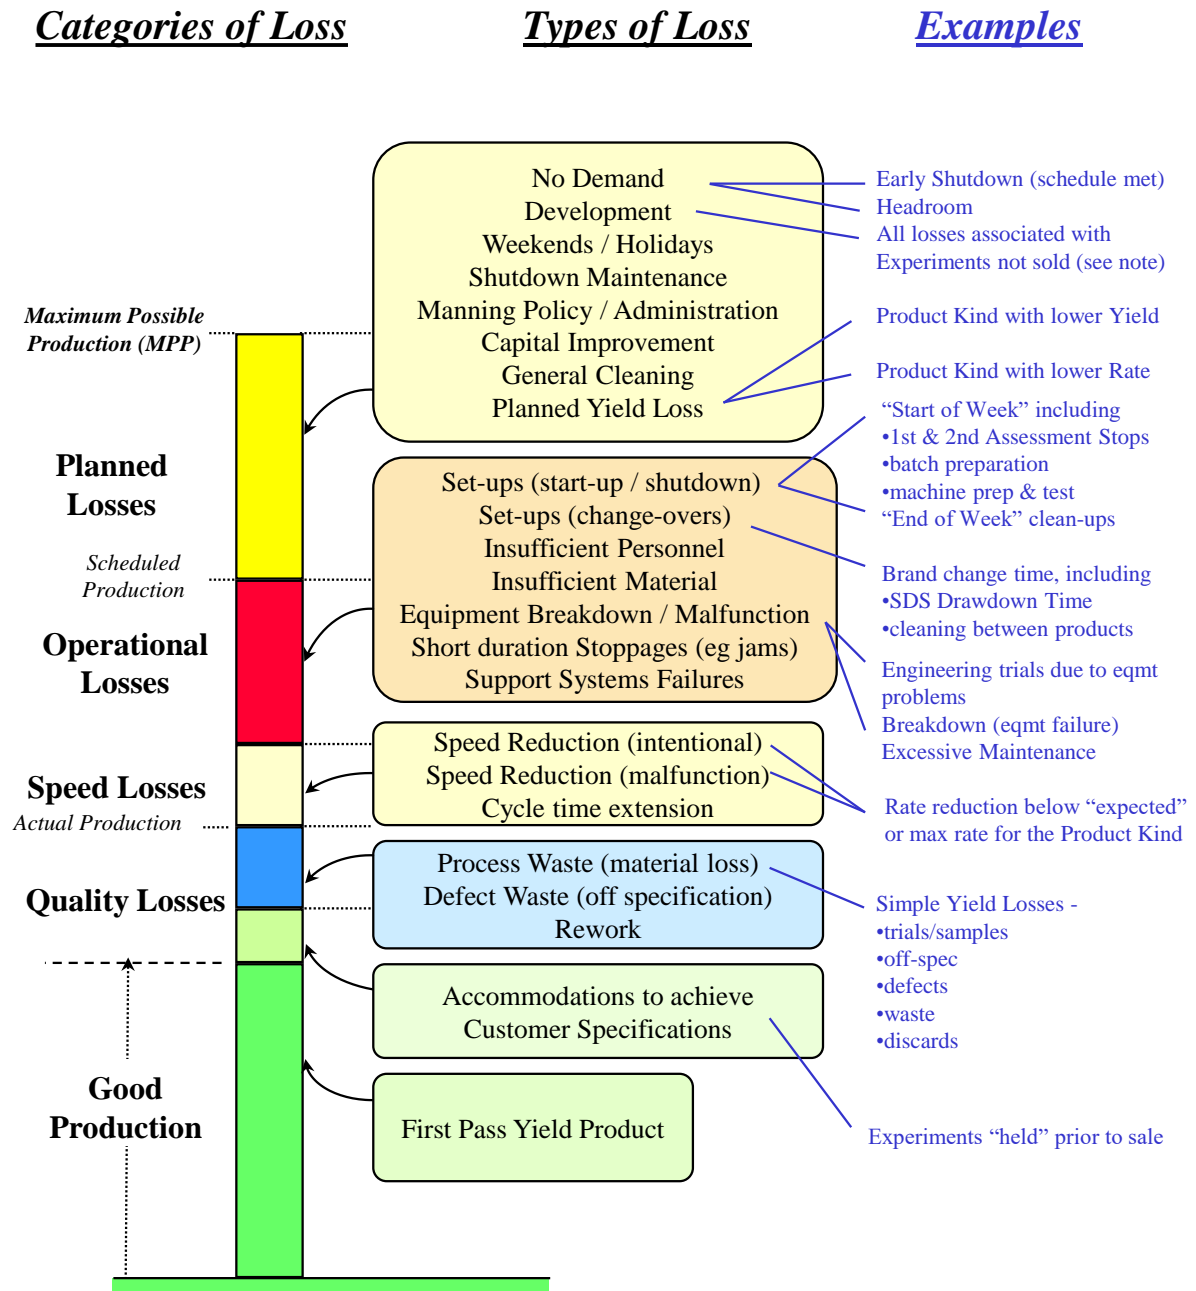 Categories of Loss
Types of Loss
Examples
No Demand
Development
Weekends / Holidays
Shutdown Maintenance
Manning Policy / Administration
Capital Improvement
General Cleaning
Planned Yield Loss
Early Shutdown (schedule met)
Headroom
All losses associated with
Experiments not sold (see note)
Product Kind with lower Yield
Product Kind with lower Rate
Maximum Possible
Production (MPP)
Planned
Losses
Scheduled
Production
Set-ups (start-up / shutdown)
Set-ups (change-overs)
Insufficient Personnel
Insufficient Material
Equipment Breakdown / Malfunction
Short duration Stoppages (eg jams)
Support Systems Failures
“Start of Week” including
•1st & 2nd Assessment Stops
•batch preparation
•machine prep & test
“End of Week” clean-ups
Brand change time, including
•SDS Drawdown Time
•cleaning between products
Engineering trials due to eqmt
problems
Breakdown (eqmt failure)
Excessive Maintenance
Operational
Losses
Speed Losses
Actual Production
Speed Reduction (intentional)
Speed Reduction (malfunction)
Cycle time extension
Rate reduction below “expected”
or max rate for the Product Kind
Quality Losses
Process Waste (material loss)
Defect Waste (off specification)
Rework
Simple Yield Losses -
•trials/samples
•off-spec
•defects
•waste
•discards
Accommodations to achieve
Customer Specifications
Good
Production
First Pass Yield Product
Experiments “held” prior to sale